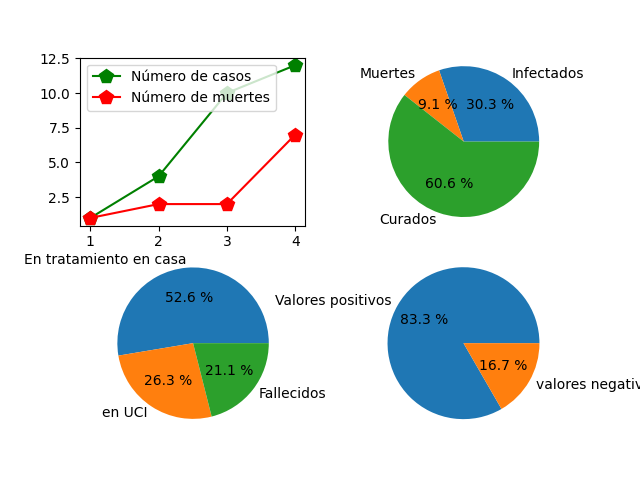 12.5
10.0
7.5
5.0
2.5
1 2 3 4
Número de casos
Número de muertes
Muertes
Infectados
9.1 %
30.3 %
60.6 %
Curados
En tratamiento en casa
52.6 %
26.3 %
21.1 %
en UCI
Fallecidos
Valores positivos
83.3 %
16.7 %
valores negativ